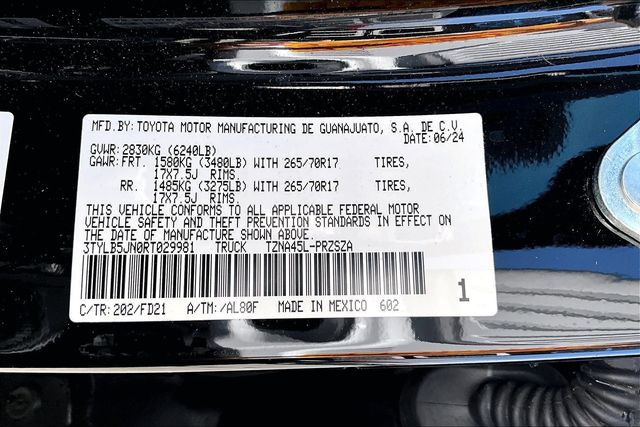 MFD.BY: TOYOTA MOTOR MANUFACTURING DE GUANAJUATO, S.A. DE C.V.
DATE: 06/24
GVWR: 2830KG (6240LB)
GAWR: FRT. 1580KG (3480LB) WITH 265/70R17 TIRES,
17X7.5J RIMS.
RR. 1485KG (3275LB) WITH 265/70R17 TIRES,
17X7.5J RIMS.
THIS VEHICLE CONFORMS TO ALL APPLICABLE FEDERAL MOTOR
VEHICLE SAFETY AND THEFT PREVENTION STANDARDS IN EFFECT ON
THE DATE OF MANUFACTURE SHOWN ABOVE.
3TYLB5JN0RT029981 TRUCK TZNA45L-PRZSZA
C/TR: 202/FD21 A/TM: /AL80F MADE IN MEXICO 602 1